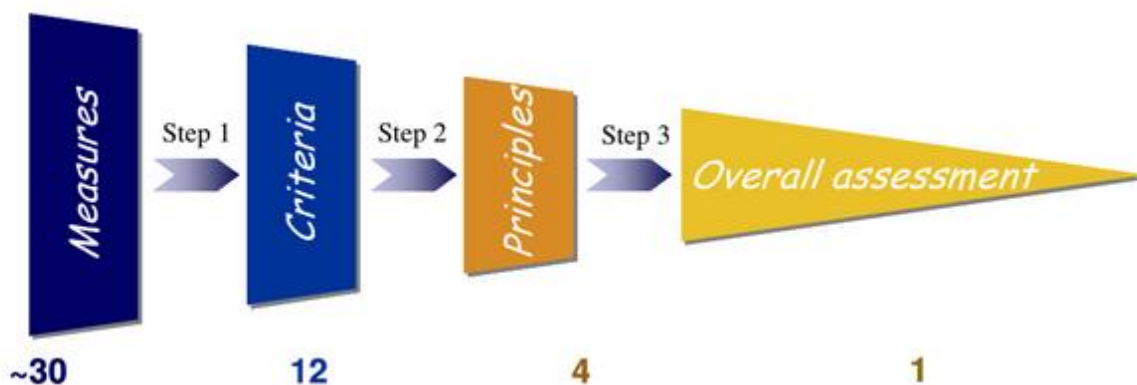 Measures
Step 1
Criteria
Step 2
Principles
Step 3
Overall assessment
~30
12
4
1